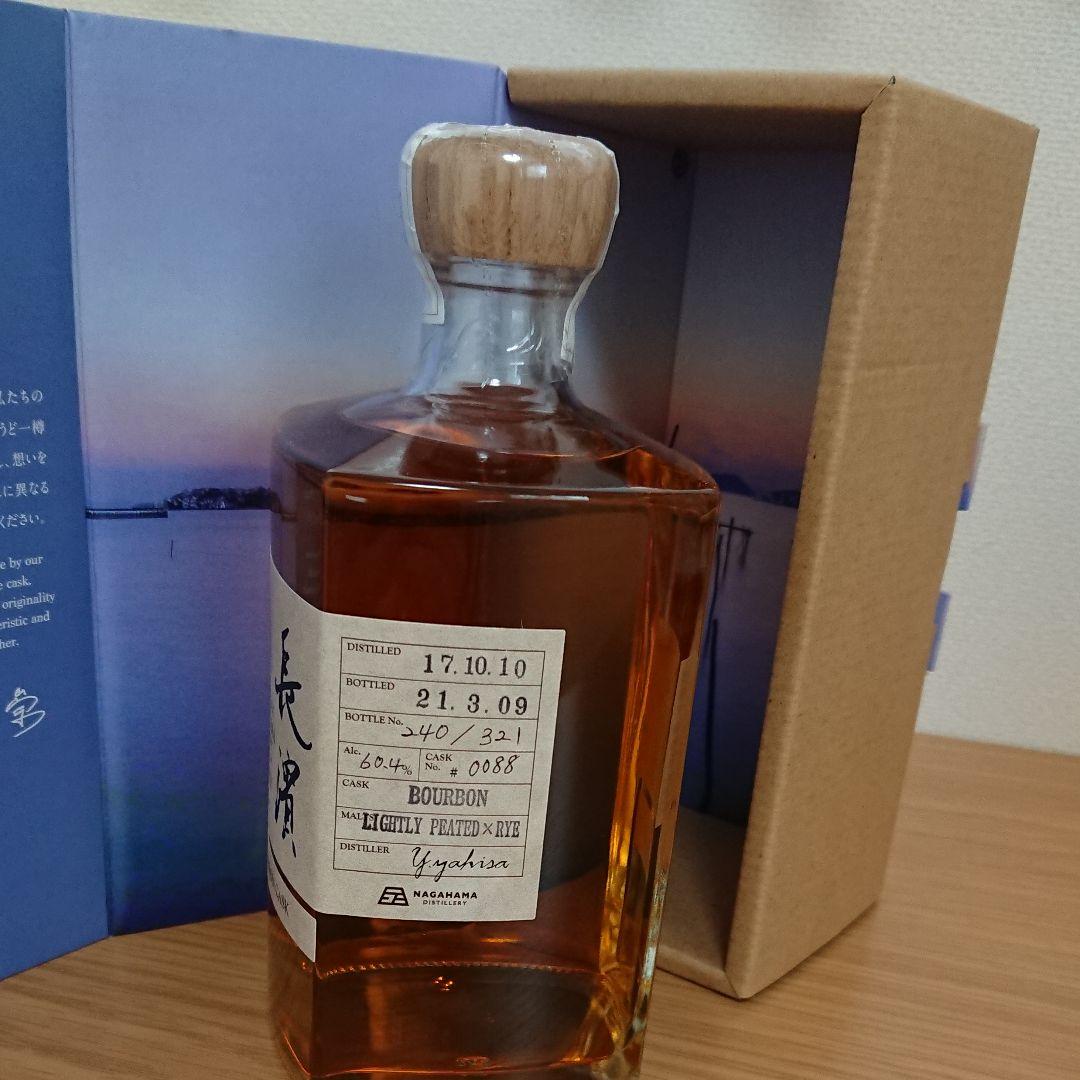 たちの
うど一樽
、想いを
に異なる
ください。
e by our
e cask.
originality
eristic and
her.
長濱
DISTILLED 17.10.10
BOTTLED 21.3.09
BOTTLE No. 240/321
Alc. 60.4% CASK No. # 0088
CASK BOURBON
MALT LIGHTLY PEATED×RYE
DISTILLER Y.yahisa
NAGAHAMA
DISTILLERY